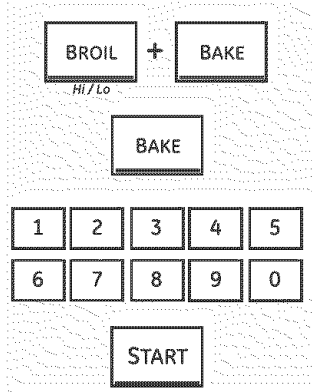 BROIL + BAKE
Hi / Lo
BAKE
1 2 3 4 5
6 7 8 9 0
START